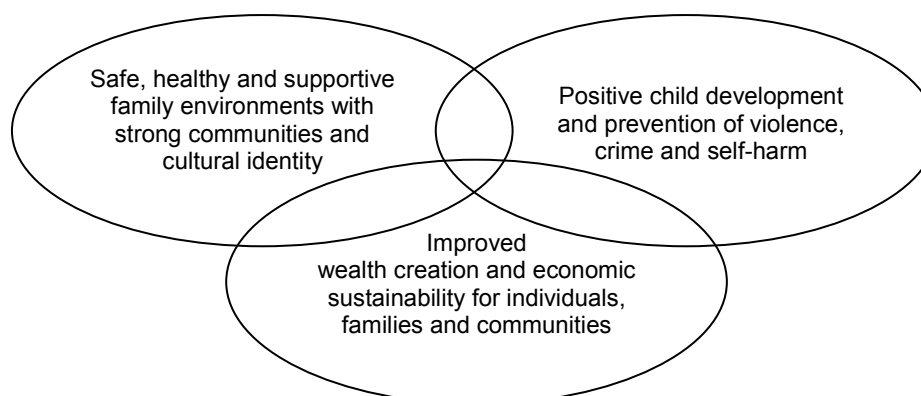 Safe, healthy and supportive
family environments with
strong communities and
cultural identity
Positive child development
and prevention of violence,
crime and self-harm
Improved
wealth creation and economic
sustainability for individuals,
families and communities